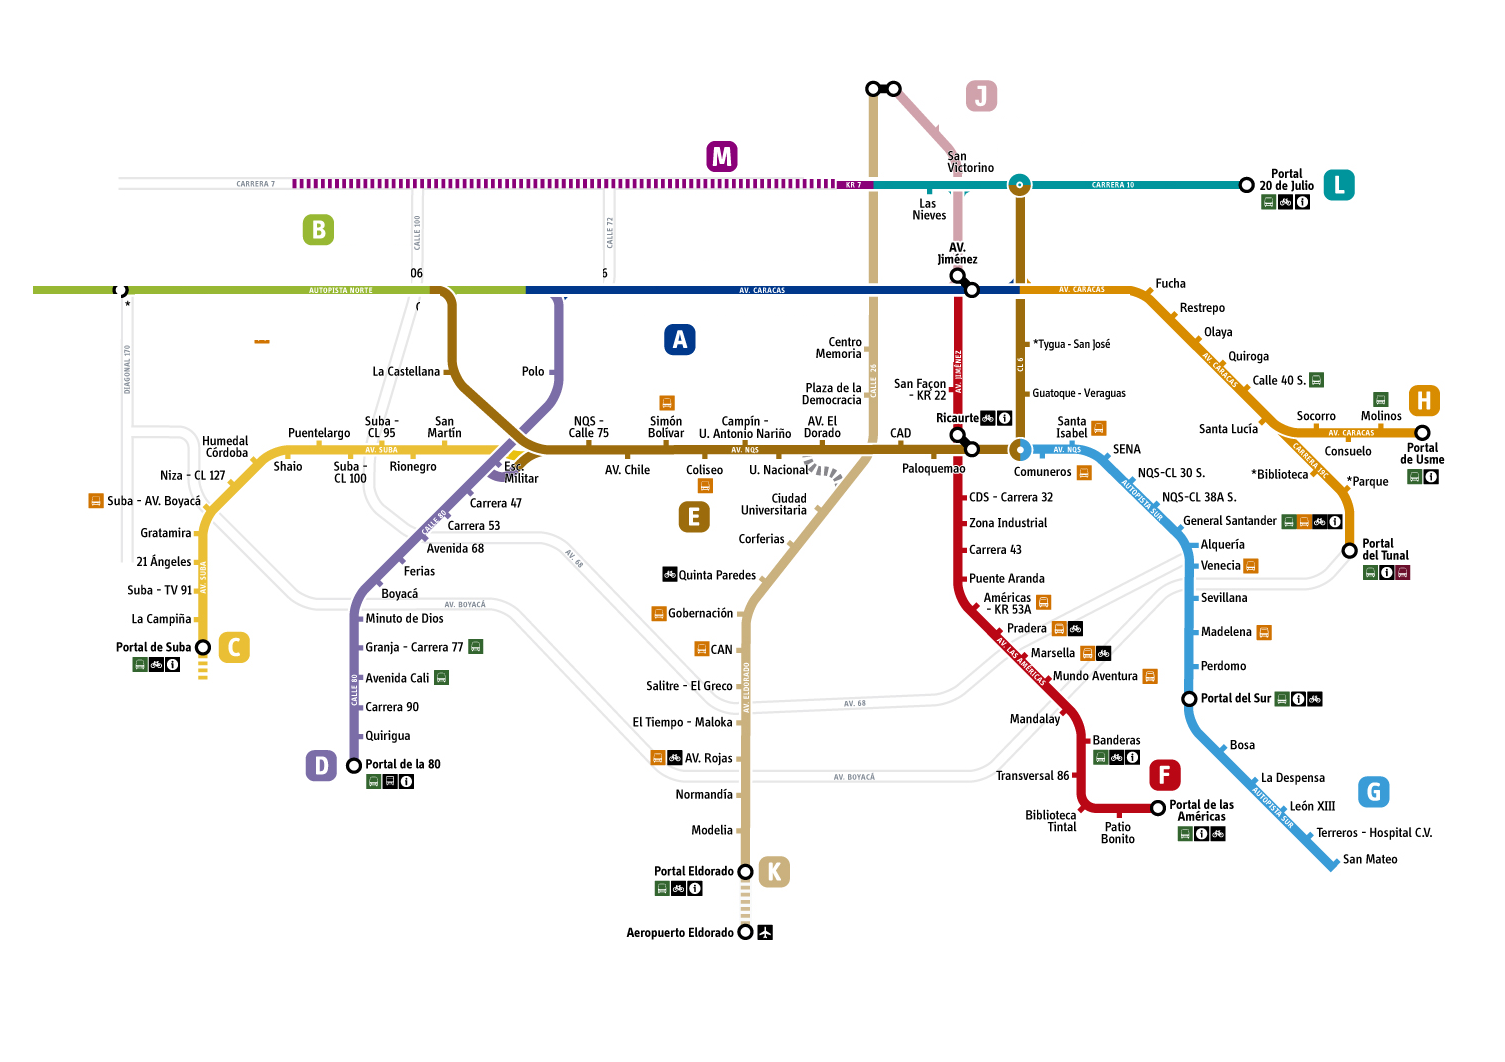 J
M
San
Victorino
CARRERA 7
KR 7
CARRERA 10
Portal
20 de Julio
L
Las
Nieves
B
CALLE 100
CALLE 72
AV.
Jiménez
06
6
AUTOPISTA NORTE
AV. CARACAS
AV. CARACAS
Fucha
*
Restrepo
Olaya
A
Centro
Memoria
*Tygua - San José
AV. CARACAS
Quiroga
DIAGONAL 170
La Castellana
Polo
CALLE 26
AV. JIMÉNEZ
CL 6
Calle 40 S.
Plaza de la
Democracia
San Façon
- KR 22
Guatoque - Veraguas
H
Humedal
Córdoba
Puentelargo
Suba -
CL 95
San
Martín
NQS -
Calle 75
Simón
Bolívar
Campín -
U. Antonio Nariño
AV. El
Dorado
CAD
Ricaurte
Santa
Isabel
SENA
Santa Lucía
Socorro
Molinos
AV. SUBA
AV. NQS
AV. NQS
AV. CARACAS
Portal
de Usme
Niza - CL 127
Shaio
Suba -
CL 100
Rionegro
Esc.
Militar
AV. Chile
Coliseo
U. Nacional
Paloquemao
Comuneros
NQS-CL 30 S.
Consuelo
CARRERA 19C
*Biblioteca
*Parque
Suba - AV. Boyacá
Carrera 47
E
Ciudad
Universitaria
CDS - Carrera 32
AUTOPISTA SUR
NQS-CL 38A S.
Gratamira
CALLE 80
Carrera 53
Zona Industrial
General Santander
21 Ángeles
Avenida 68
AV. 68
Corferias
Carrera 43
Alquería
Portal
del Tunal
AV. SUBA
Ferias
Quinta Paredes
Puente Aranda
Venecia
Suba - TV 91
Boyacá
AV. BOYACÁ
Américas
- KR 53A
Sevillana
La Campiña
Minuto de Dios
Gobernación
Pradera
Madelena
Portal de Suba
C
Granja - Carrera 77
CAN
AV. LAS AMÉRICAS
Marsella
Perdomo
CALLE 80
Avenida Cali
Salitre - El Greco
AV. ELDORADO
Mundo Aventura
Portal del Sur
Carrera 90
El Tiempo - Maloka
AV. 68
Mandalay
Quirigua
AV. Rojas
Banderas
Bosa
D
Portal de la 80
AV. BOYACÁ
Transversal 86
F
La Despensa
Normandía
G
AUTOPISTA SUR
León XIII
Modelia
Biblioteca
Tintal
Patio
Bonito
Portal de las
Américas
Terreros - Hospital C.V.
San Mateo
Portal Eldorado
K
Aeropuerto Eldorado